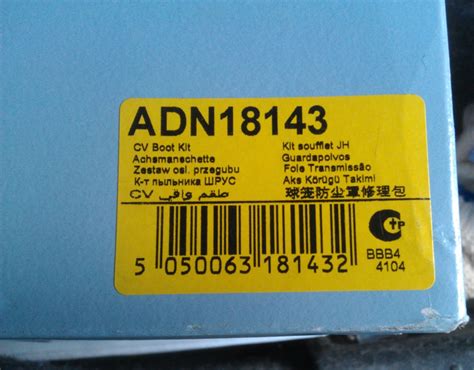 ADN18143
CV Boot Kit
Kit soufflet JH
Achsmanschette
Guardapolvos
Zestaw osł. przegubu
Fole Transmissão
К-т пыльника ШРУС
Aks Körügü Takimi
طقم واقي CV
球笼防尘罩修理包
5 050063 181432
BBB4
4104